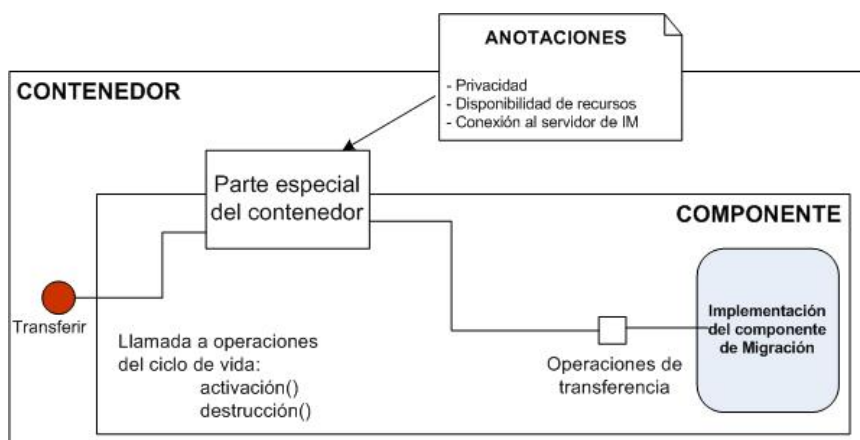 ANOTACIONES
- Privacidad
- Disponibilidad de recursos
- Conexión al servidor de IM
CONTENEDOR
Parte especial
del contenedor
COMPONENTE
Transferir
Llamada a operaciones
del ciclo de vida:
activación()
destrucción()
Operaciones de
transferencia
Implementación
del componente
de Migración